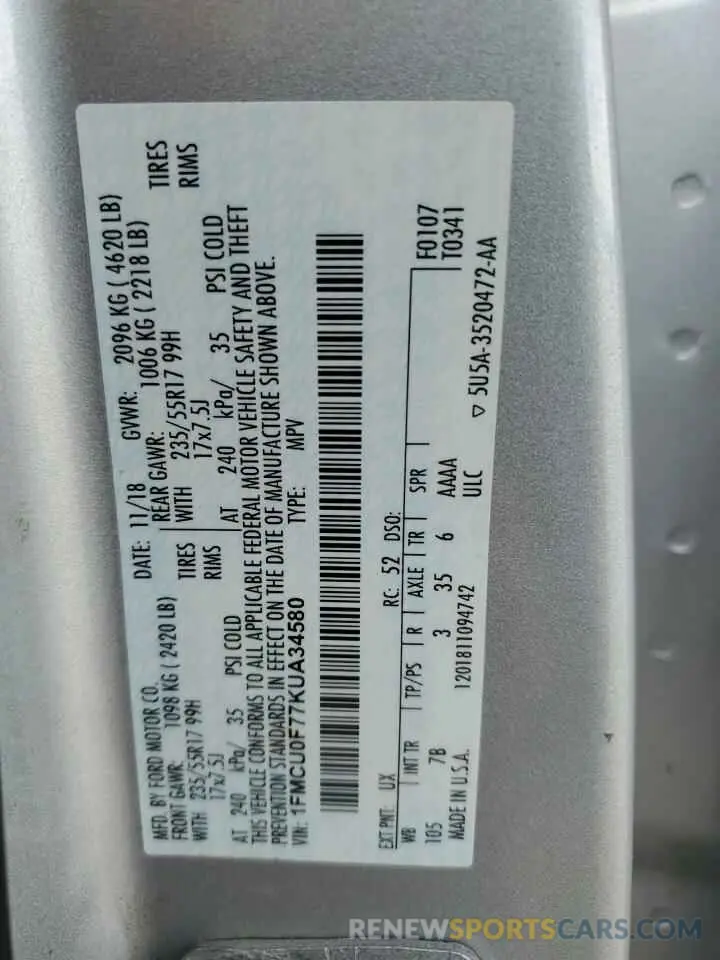 MFD. BY FORD MOTOR CO.
DATE: 11/18 GVWR: 2096 KG ( 4620 LB)
FRONT GAWR: 1098 KG ( 2420 LB)
REAR GAWR: 1006 KG ( 2218 LB)
WITH 235/55R17 99H TIRES
WITH 235/55R17 99H TIRES
17x7.5J RIMS
17x7.5J RIMS
AT 240 kPa/ 35 PSI COLD
AT 240 kPa/ 35 PSI COLD
THIS VEHICLE CONFORMS TO ALL APPLICABLE FEDERAL MOTOR VEHICLE SAFETY AND THEFT
PREVENTION STANDARDS IN EFFECT ON THE DATE OF MANUFACTURE SHOWN ABOVE.
VIN: 1FMCU0F77KUA34580 TYPE: MPV
EXT PNT: UX RC: 52 DSO:
WB INT TR TP/PS R AXLE TR SPR F0107
105 7B 3 35 6 AAAA T0341
ULC
MADE IN U.S.A. 1201811094742
5U5A-3520472-AA
RENEWSPORTSCARS.COM